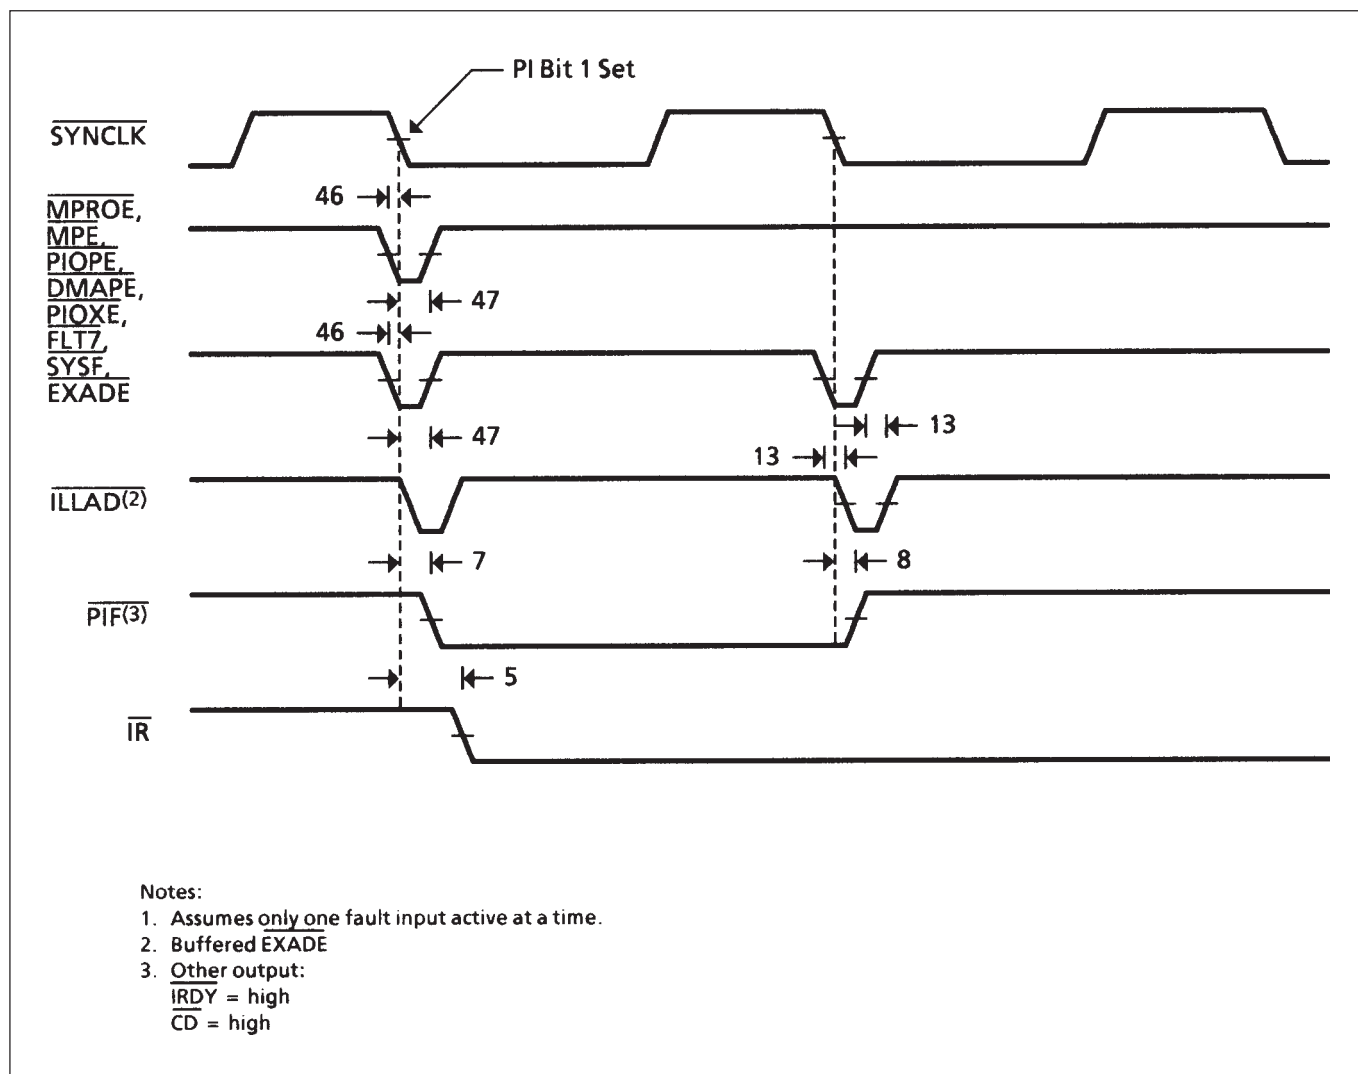 PI Bit 1 Set
SYNCLK
46
MPROE,
MPE,
PIOPE,
DMAPE,
47
PIOXE,
46
FLT7,
SYSF,
EXADE
13
47
13
ILLAD(2)
7
8
PIF(3)
5
IR
Notes:
1. Assumes only one fault input active at a time.
2. Buffered EXADE
3. Other output:
IRDY = high
CD = high